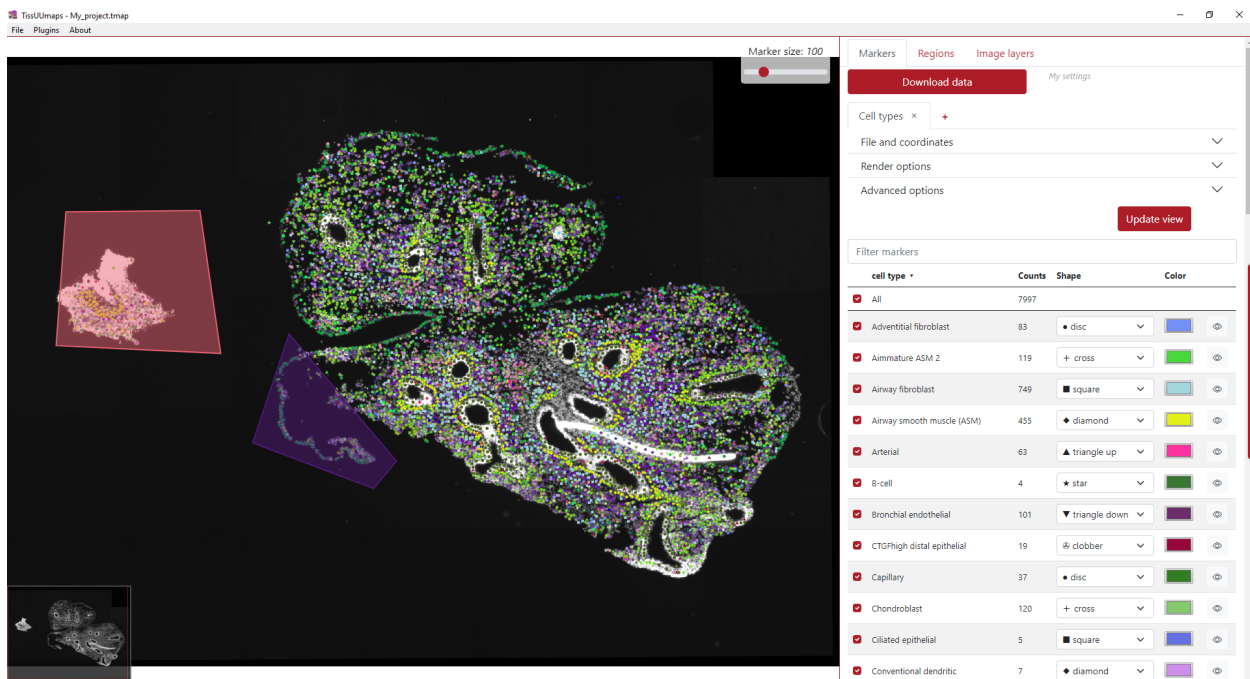 TissUUmaps - My_project.tmap
File Plugins About
Marker size: 100
Markers Regions Image layers
Download data My settings
Cell types × +
File and coordinates
Render options
Advanced options
Update view
Filter markers
cell type Counts Shape Color
All 7997
Adventitial fibroblast 83 disc
Aimmature ASM 2 119 cross
Airway fibroblast 749 square
Airway smooth muscle (ASM) 455 diamond
Arterial 63 triangle up
B-cell 4 star
Bronchial endothelial 101 triangle down
CTGFhigh distal epithelial 19 clobber
Capillary 37 disc
Chondroblast 120 cross
Ciliated epithelial 5 square
Conventional dendritic 7 diamond